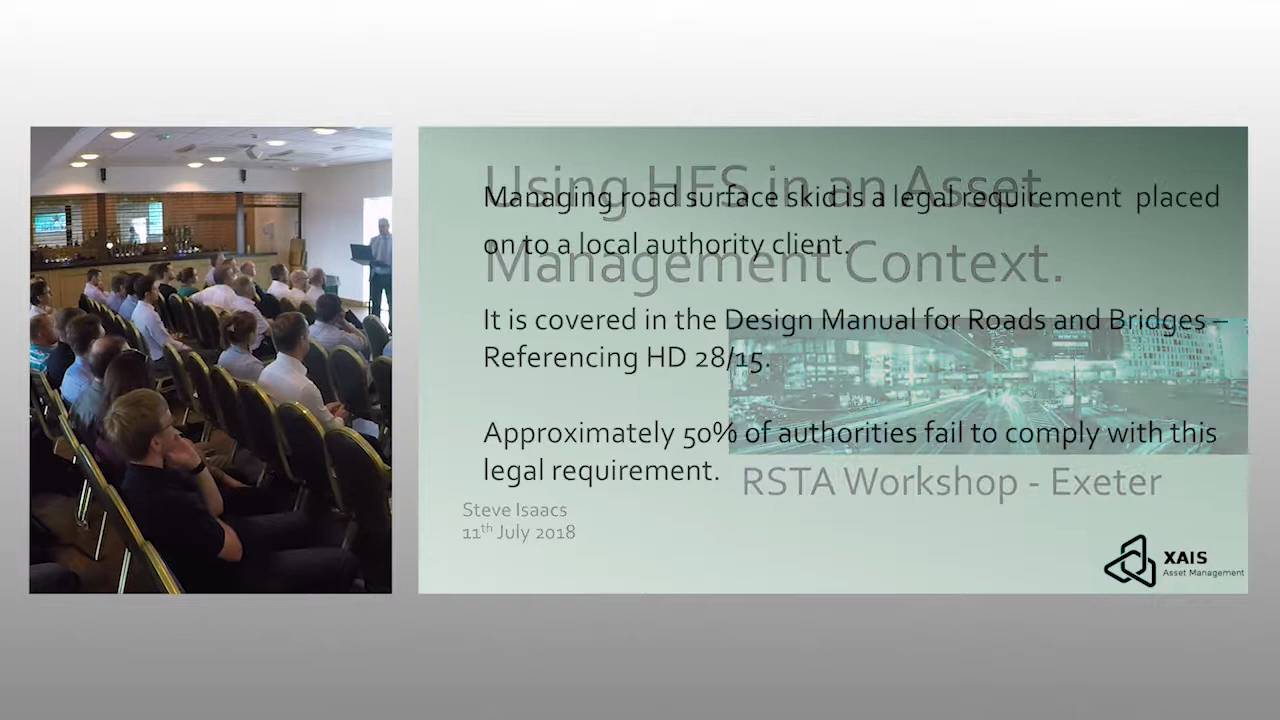 Using HFS in an Asset
Management Context.
Managing road surface skid is a legal requirement placed
on to a local authority client.
It is covered in the Design Manual for Roads and Bridges –
Referencing HD 28/15.
Approximately 50% of authorities fail to comply with this
legal requirement.
RSTA Workshop - Exeter
Steve Isaacs
11th July 2018
XAIS
Asset Management